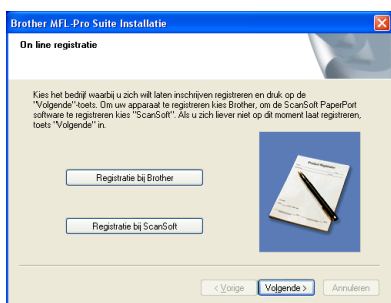 Brother MFL-Pro Suite Installatie
On line registratie
Kies het bedrijf waarbij u zich wilt laten inschrijven registreren en druk op de
"Volgende"-toets. Om uw apparaat te registreren kies Brother, om de ScanSoft PaperPort
software te registreren kies "ScanSoft". Als u zich liever niet op dit moment laat registreren,
toets "Volgende" in.
Registratie bij Brother
Product Registration
Registratie bij ScanSoft
< Vorige
Volgende >
Annuleren